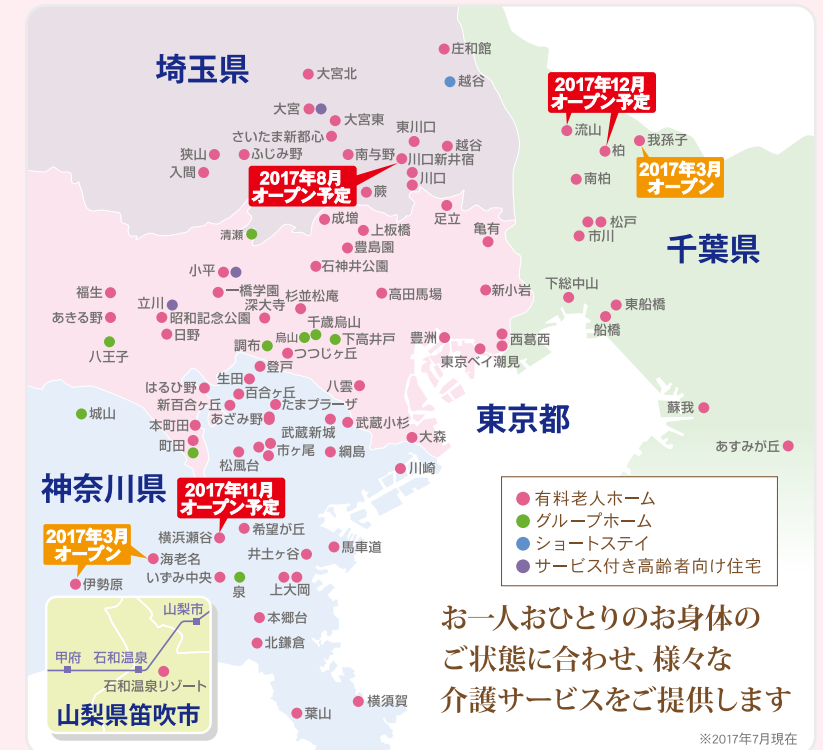 庄和館
埼玉県
大宮北
越谷
2017年12月
オープン予定
大宮
大宮東
流山
さいたま新都心
東川口
我孫子
柏
越谷
狭山
ふじみ野
南与野
川口新井宿
2017年3月
オープン
入間
2017年8月
オープン予定
川口
南柏
蕨
足立
成増
松戸
亀有
上板橋
市川
清瀬
豊島園
千葉県
小平
石神井公園
下総中山
福生
一橋学園
高田馬場
新小岩
立川
杉並松庵
東船橋
深大寺
あきる野
昭和記念公園
千歳烏山
船橋
日野
烏山
下高井戸
豊洲
西葛西
調布
八王子
つつじヶ丘
東京ベイ潮見
登戸
生田
はるひ野
八雲
百合ヶ丘
新百合ヶ丘
たまプラーザ
蘇我
城山
あざみ野
武蔵小杉
東京都
本町田
武蔵新城
大森
町田
市ヶ尾
綱島
あすみが丘
松風台
川崎
神奈川県
2017年11月
オープン予定
有料老人ホーム
グループホーム
ショートステイ
サービス付き高齢者向け住宅
2017年3月
オープン
横浜瀬谷
希望が丘
海老名
井土ヶ谷
馬車道
伊勢原
いずみ中央
泉
上大岡
山梨市
本郷台
お一人おひとりのお身体の
北鎌倉
甲府
石和温泉
ご状態に合わせ、様々な
石和温泉リゾート
介護サービスをご提供します
横須賀
山梨県笛吹市
葉山
※2017年7月現在